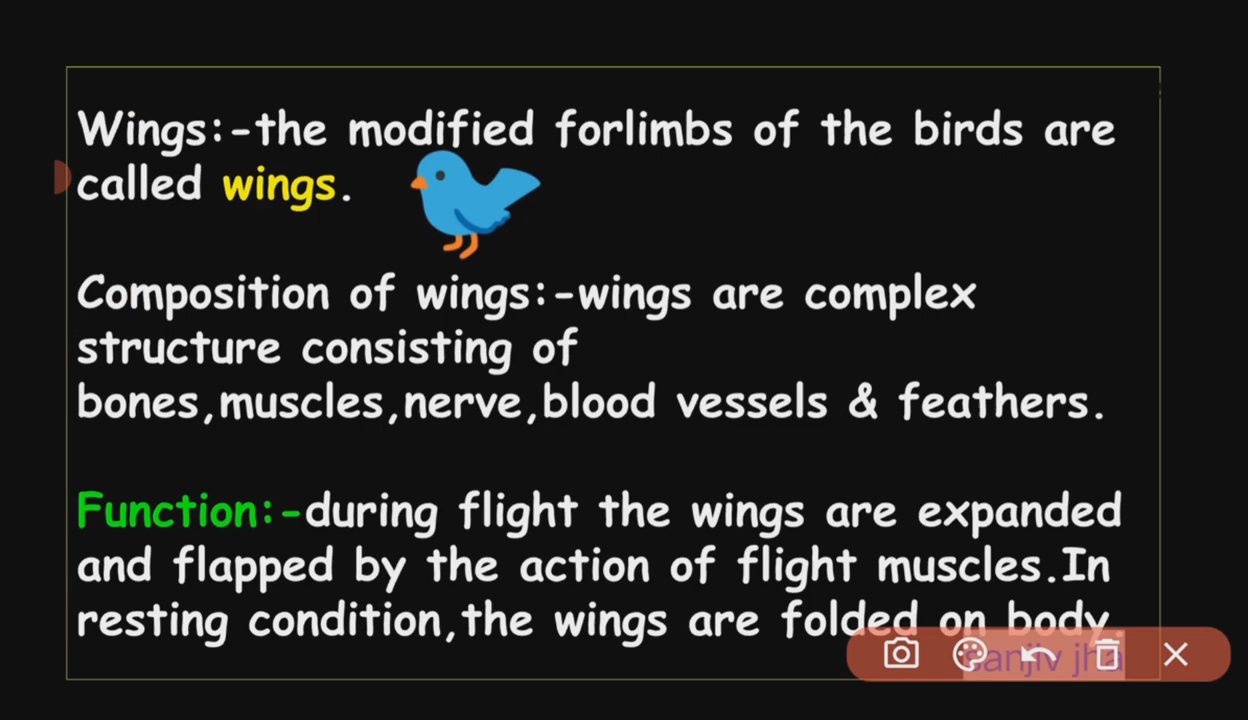 Wings:-the modified forlimbs of the birds are
called wings.
Composition of wings:-wings are complex
structure consisting of
bones,muscles,nerve,blood vessels & feathers.
Function:-during flight the wings are expanded
and flapped by the action of flight muscles.In
resting condition,the wings are folded on body.
sanjiv jha